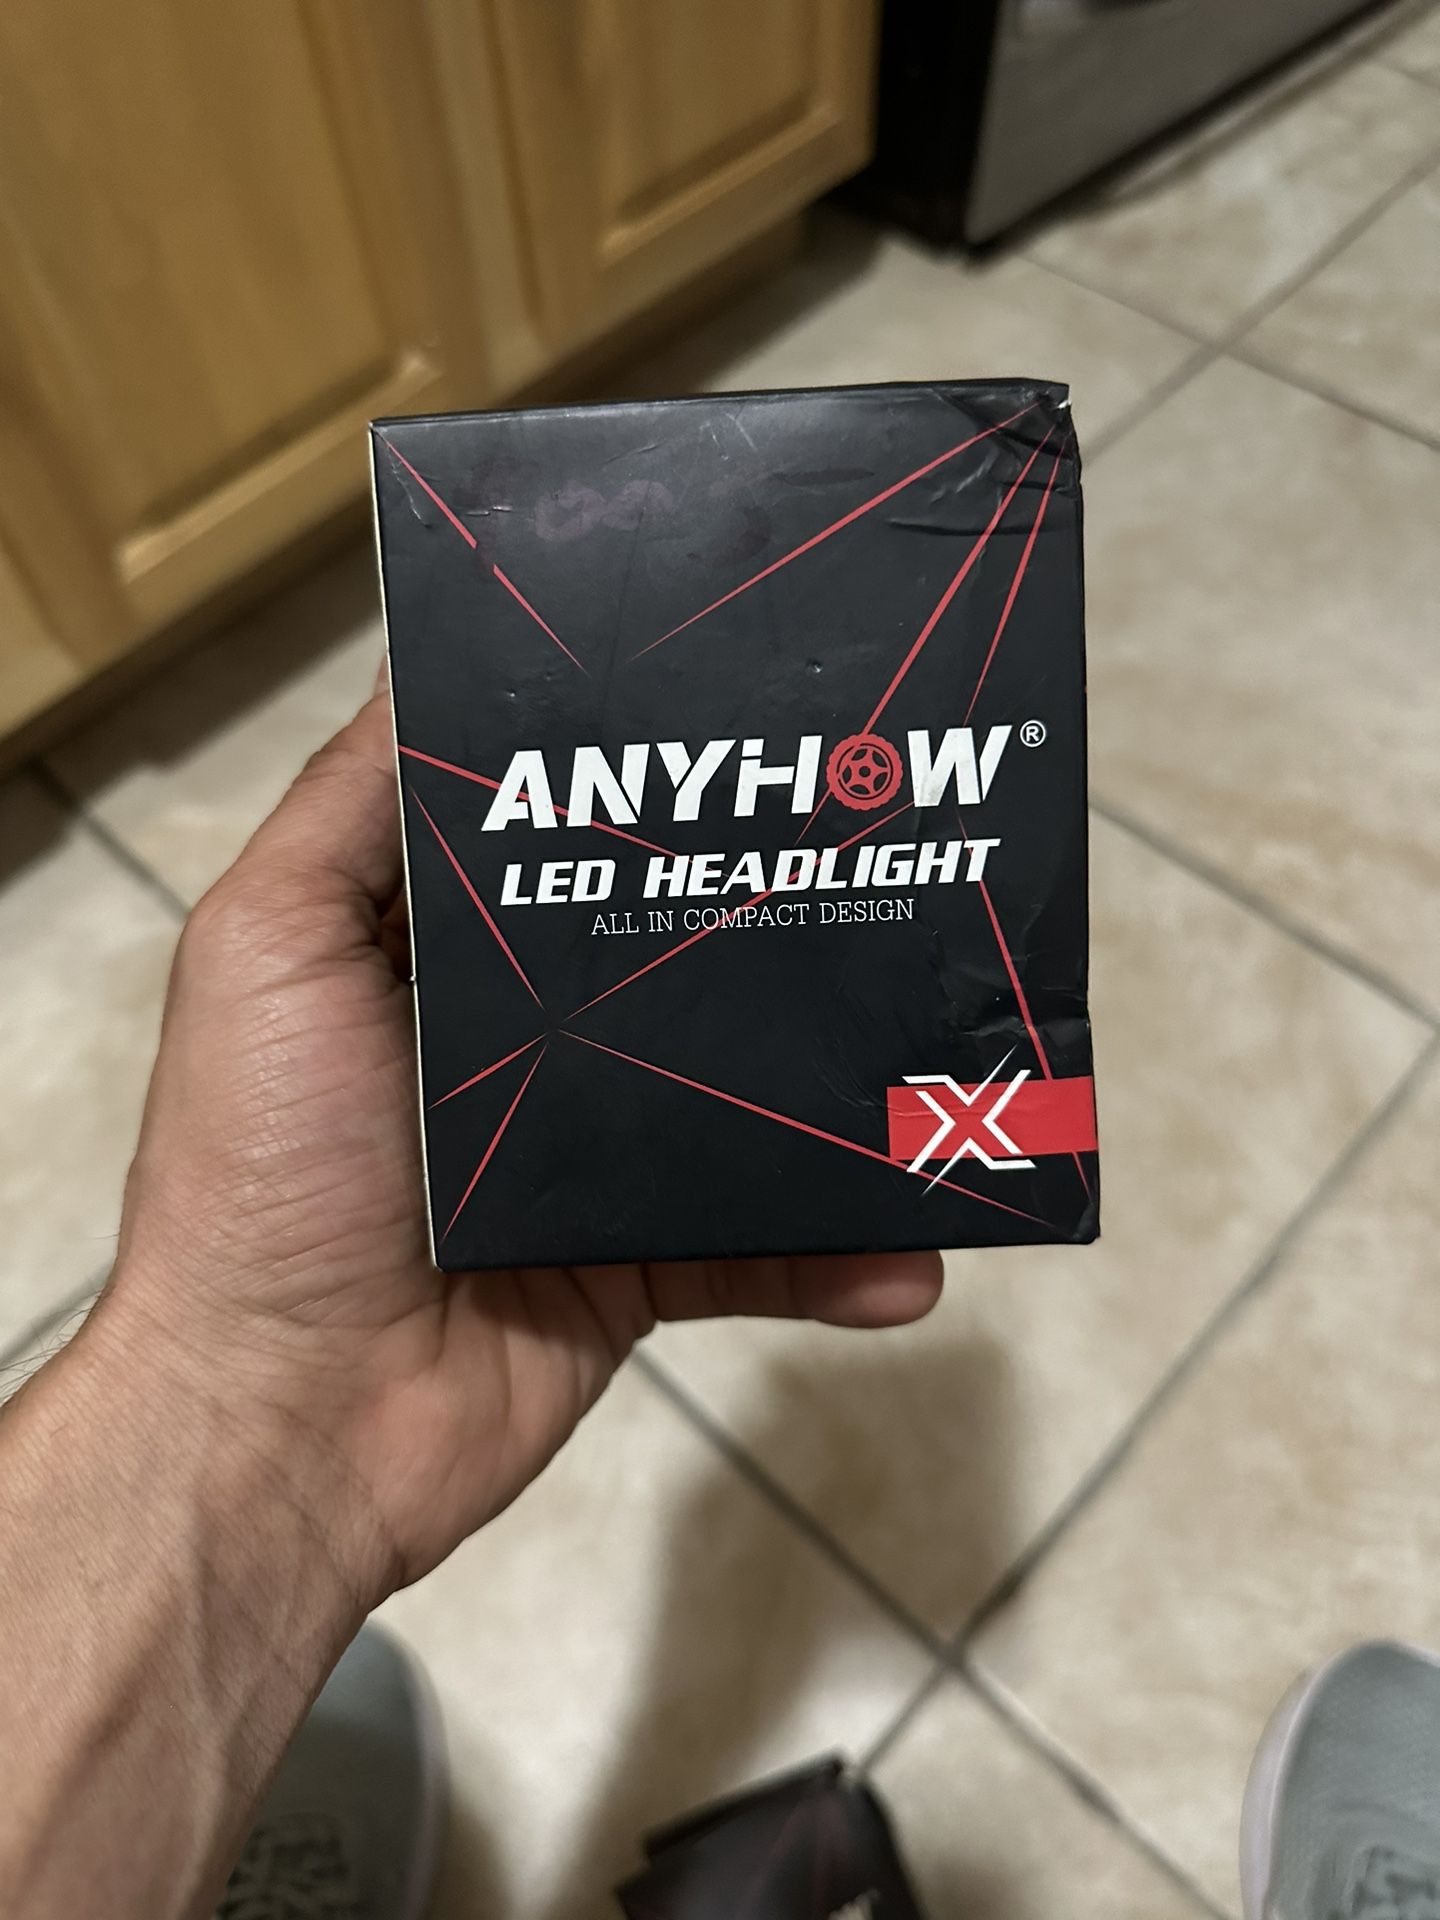 ANYHOW®
LED HEADLIGHT
ALL IN COMPACT DESIGN
X